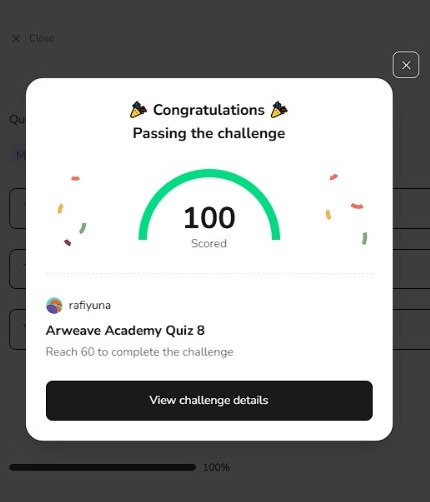 Close
Congratulations
Passing the challenge
100
Scored
rafiyuna
Arweave Academy Quiz 8
Reach 60 to complete the challenge
View challenge details
100%